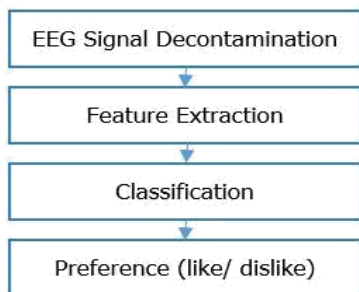 EEG Signal Decontamination
Feature Extraction
Classification
Preference (like/ dislike)